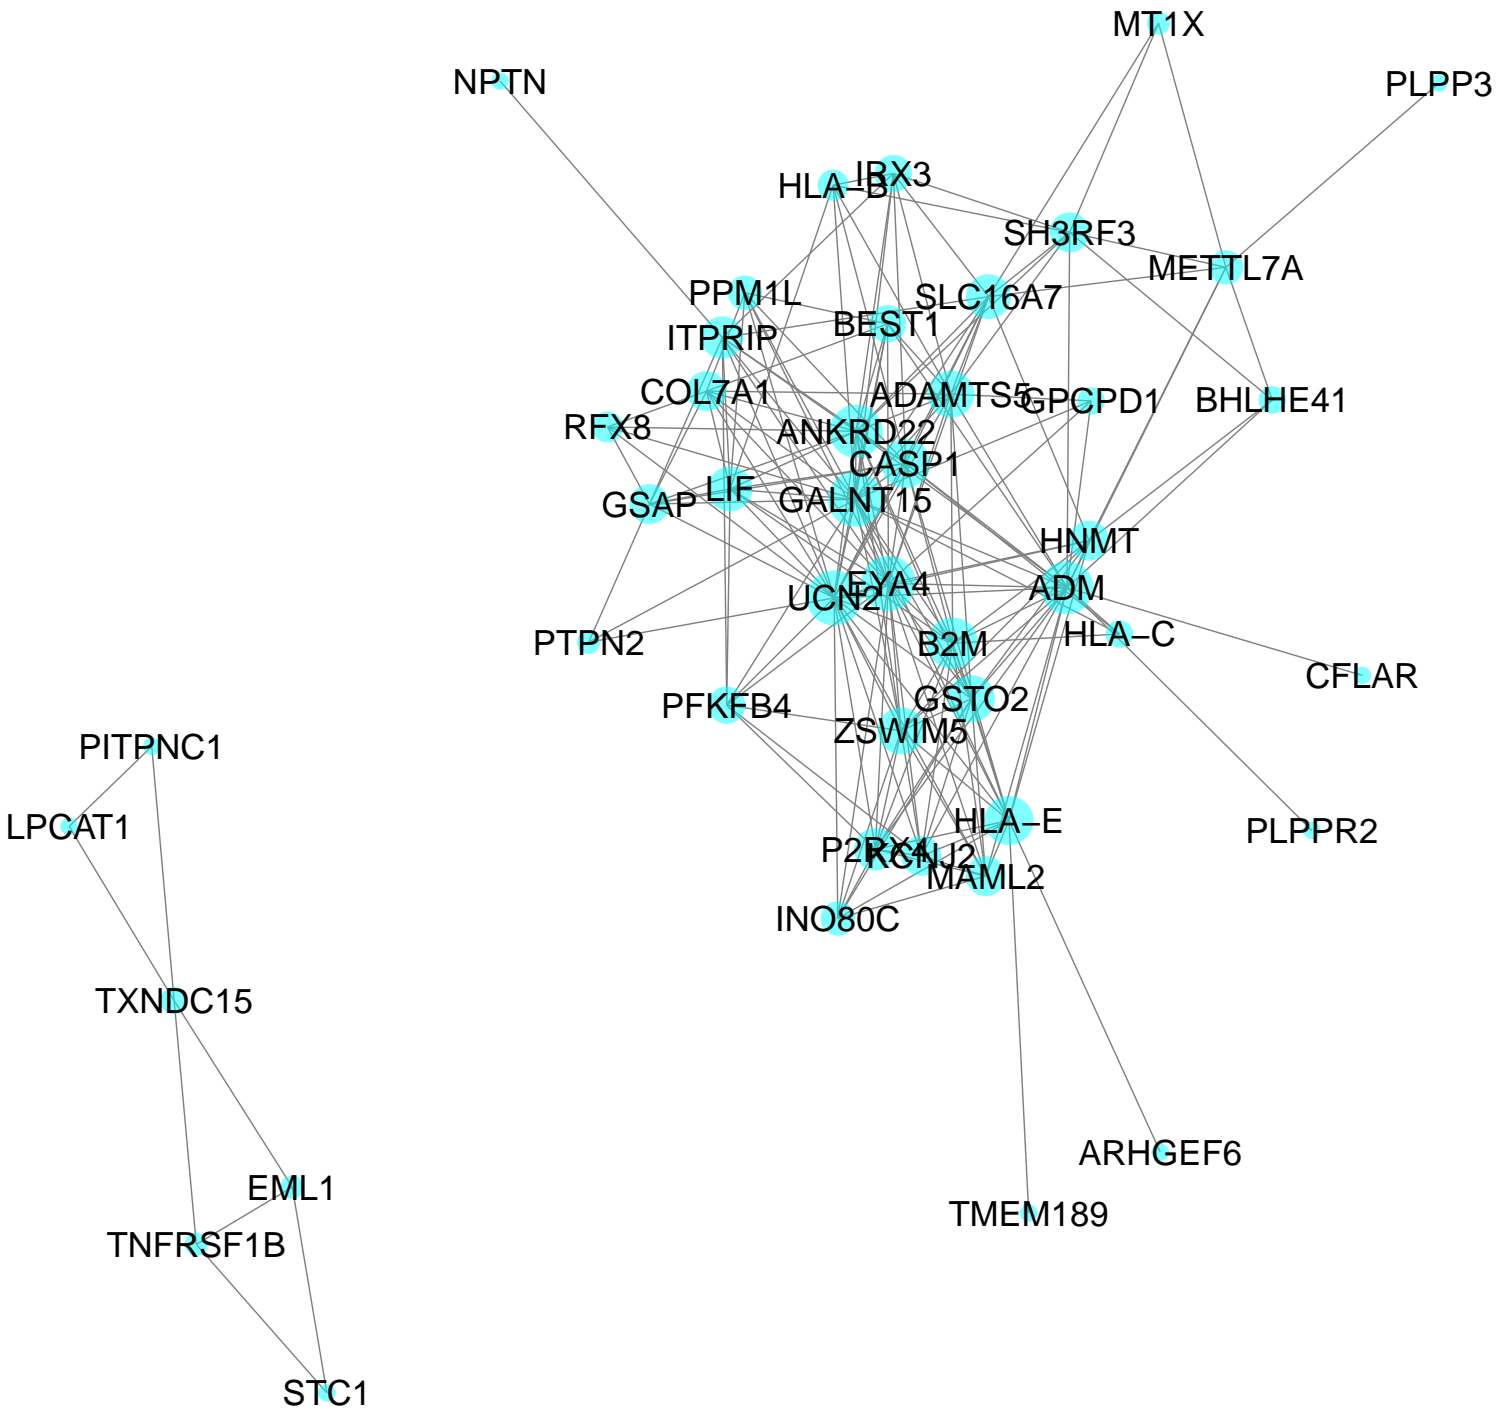 MT1X
NPTN
PLPP3
IRX3
HLA−B
SH3RF3
METTL7A
PPM1L
SLC16A7
BEST1
ITPRIP
COL7A1
ADAMTS5
GPCPD1
BHLHE41
RFX8
ANKRD22
CASP1
LIF
GSAP
GALNT15
HNMT
EYA4
ADM
UCN2
HLA−C
PTPN2
B2M
CFLAR
GSTO2
PFKFB4
ZSWIM5
PITPNC1
HLA−E
LPCAT1
PLPPR2
P2RX4
KCNJ2
MAML2
INO80C
TXNDC15
ARHGEF6
EML1
TMEM189
TNFRSF1B
STC1